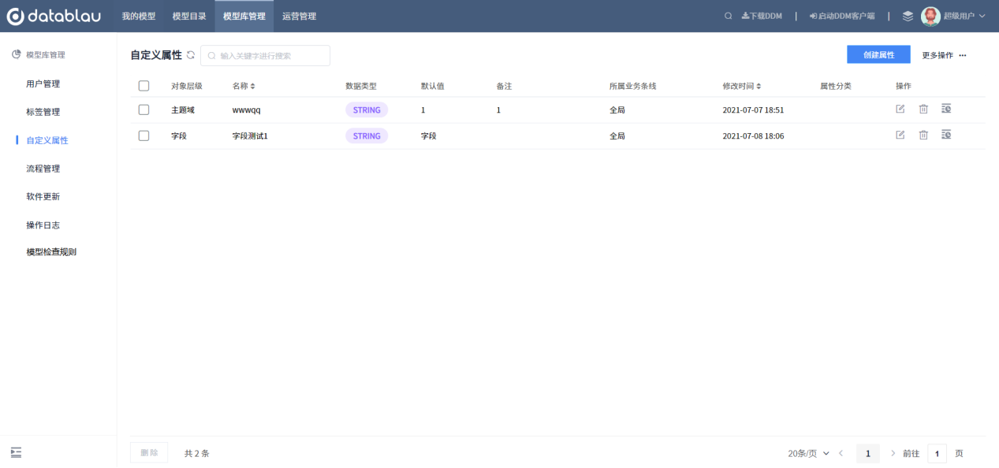 datablau 我的模型 模型目录 模型库管理 运营管理 下载DDM | 启动DDM客户端 | 超级用户
模型库管理
用户管理
标签管理
自定义属性
流程管理
软件更新
操作日志
模型检查规则
自定义属性 输入关键字进行搜索 创建属性 更多操作 ···
对象层级 名称 数据类型 默认值 备注 所属业务条线 修改时间 属性分类 操作
主题域 wwwqq STRING 1 1 全局 2021-07-07 18:51
字段 字段测试1 STRING 字段 全局 2021-07-08 18:06
删除 共 2 条 20条/页 1 前往 1 页